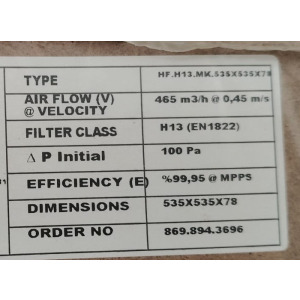 TYPE HF.H13.MK.535X535X78
AIR FLOW (V) 465 m3/h @ 0,45 m/s
@ VELOCITY
FILTER CLASS H13 (EN1822)
Δ P Initial 100 Pa
EFFICIENCY (E) %99,95 @ MPPS
DIMENSIONS 535X535X78
ORDER NO 869.894.3696